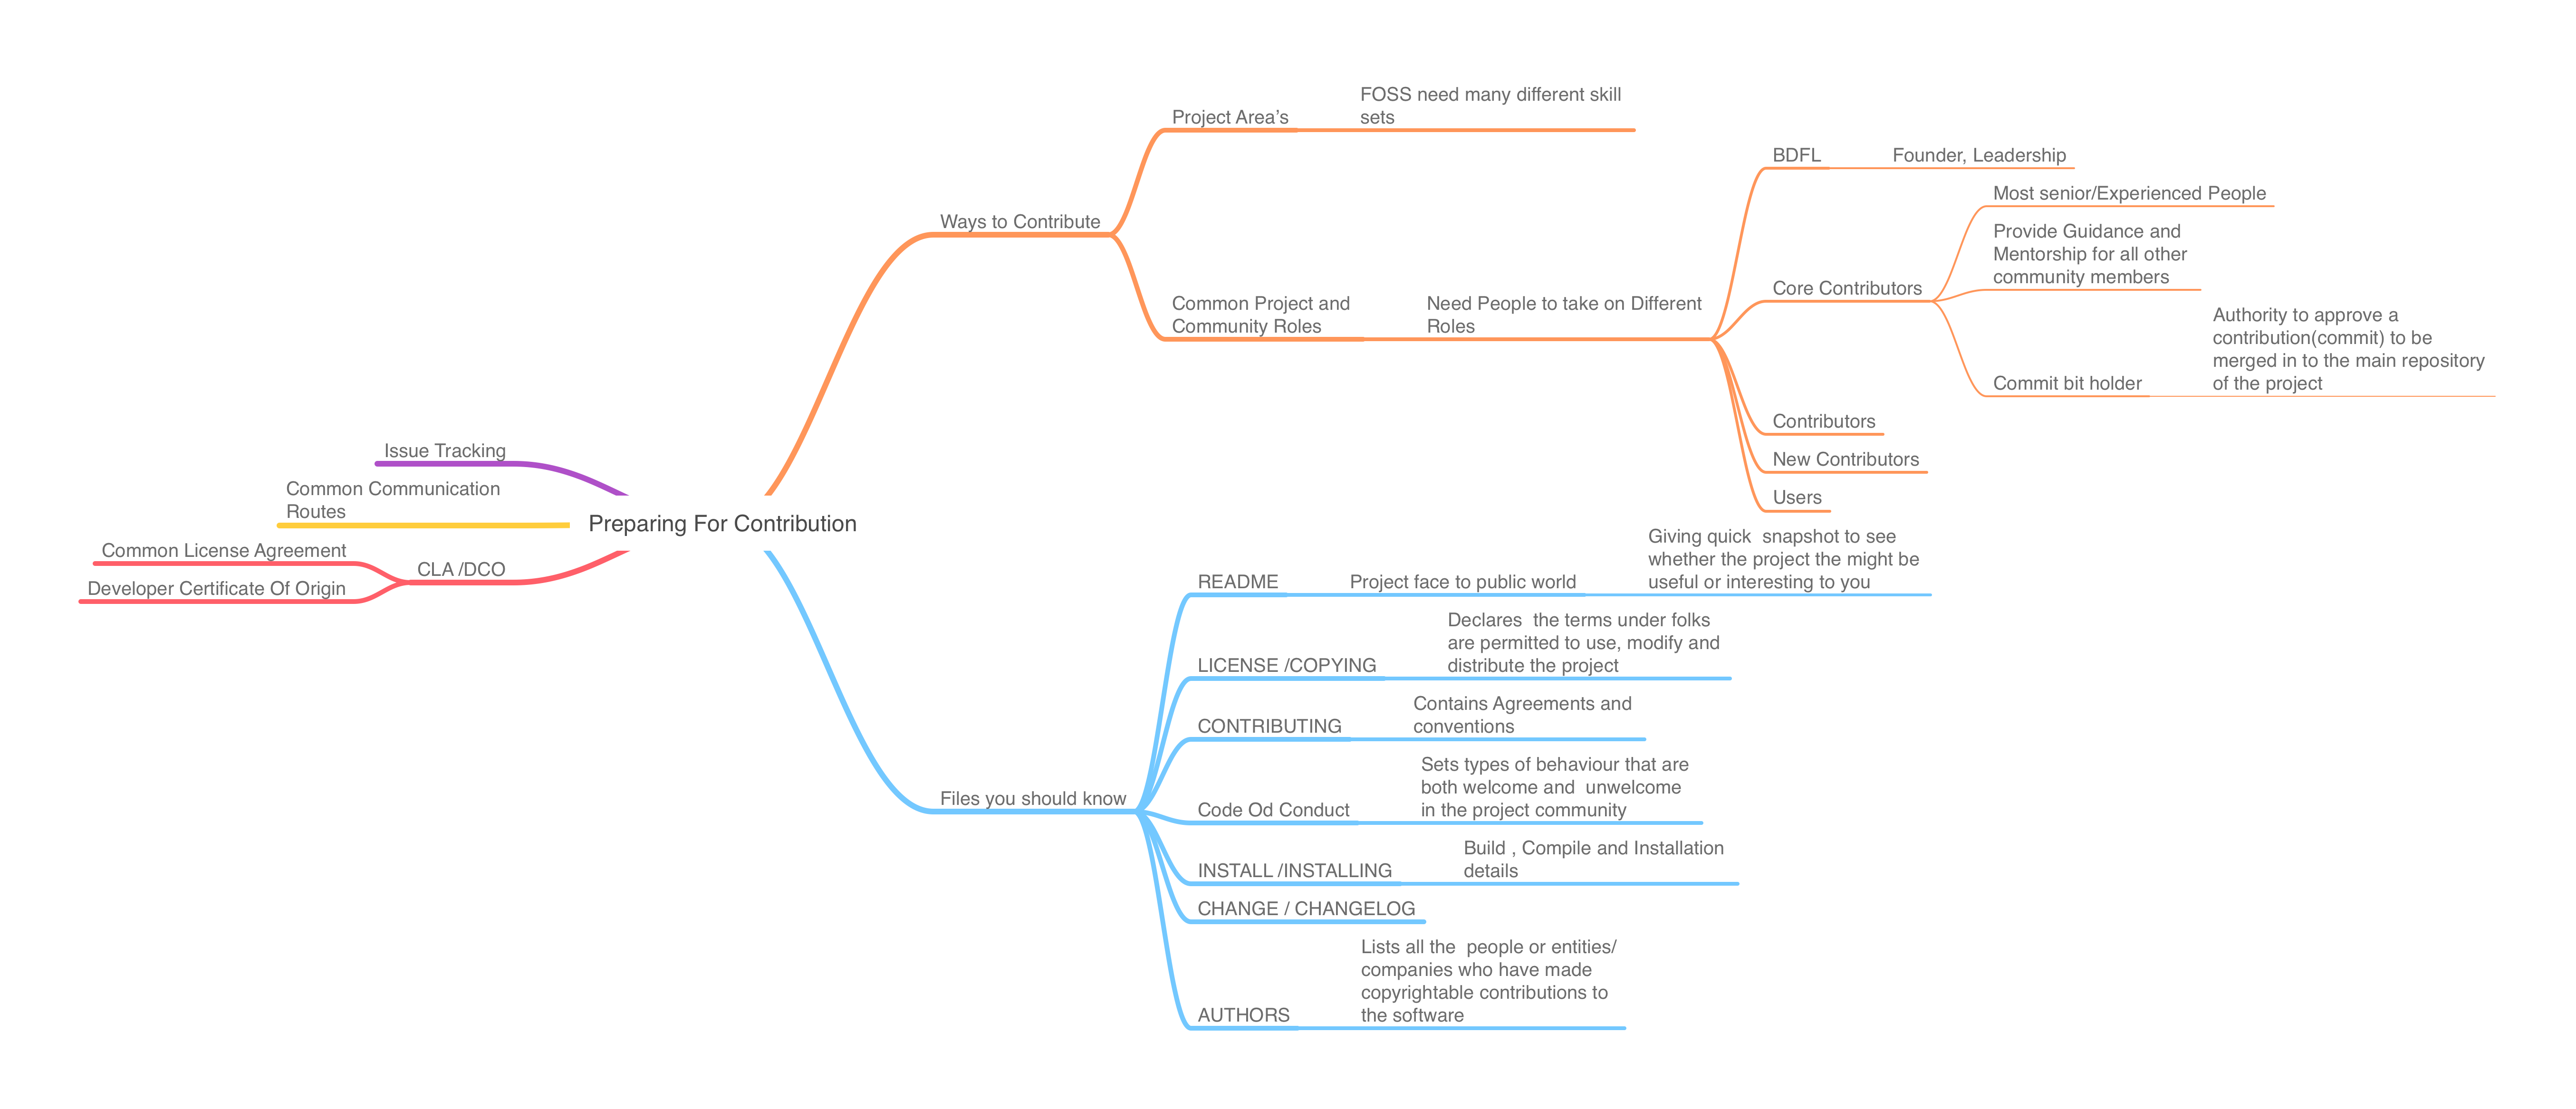 Preparing For Contribution
Ways to Contribute
Project Area’s
FOSS need many different skill
sets
Common Project and
Community Roles
Need People to take on Different
Roles
BDFL
Founder, Leadership
Core Contributors
Most senior/Experienced People
Provide Guidance and
Mentorship for all other
community members
Commit bit holder
Authority to approve a
contribution(commit) to be
merged in to the main repository
of the project
Contributors
New Contributors
Users
Files you should know
README
Project face to public world
Giving quick  snapshot to see
whether the project the might be
useful or interesting to you
LICENSE /COPYING
Declares  the terms under folks
are permitted to use, modify and
distribute the project
CONTRIBUTING
Contains Agreements and
conventions
Code Od Conduct
Sets types of behaviour that are
both welcome and  unwelcome
in the project community
INSTALL /INSTALLING
Build , Compile and Installation
details
CHANGE / CHANGELOG
AUTHORS
Lists all the  people or entities/
companies who have made
copyrightable contributions to
the software
Issue Tracking
Common Communication
Routes
CLA /DCO
Common License Agreement
Developer Certificate Of Origin